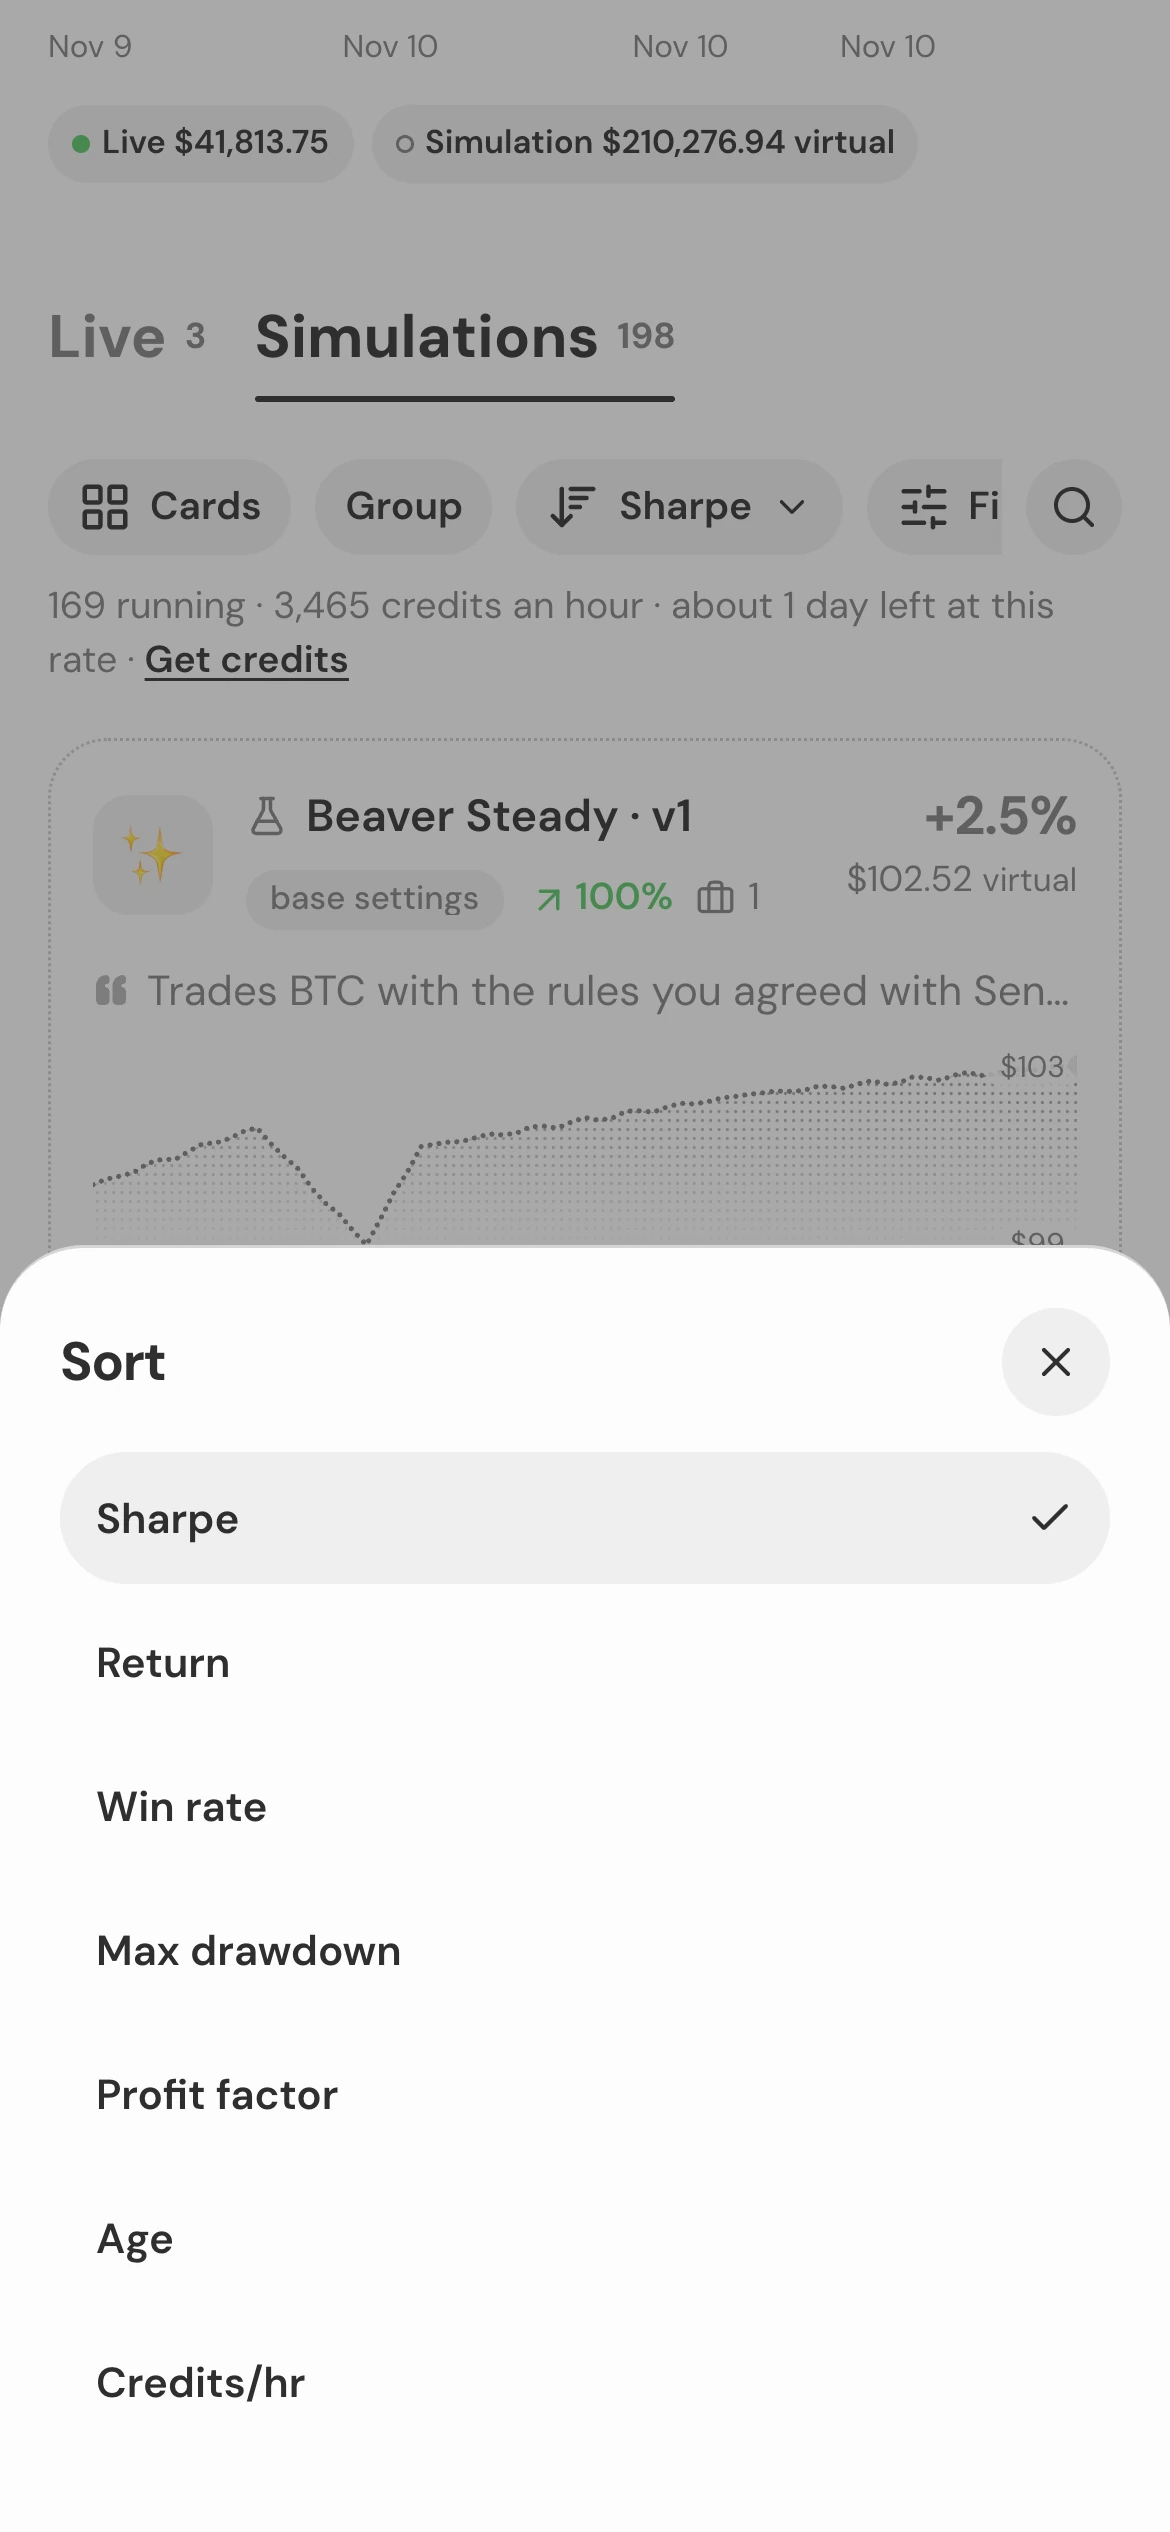 Nov 9 Nov 10 Nov 10 Nov 10
Live $41,813.75 Simulation $210,276.94 virtual
Live 3 Simulations 198
Cards Group Sharpe Fi
169 running · 3,465 credits an hour · about 1 day left at this
rate · Get credits
Beaver Steady · v1 +2.5%
base settings 100% 1 $102.52 virtual
Trades BTC with the rules you agreed with Sen...
$103
$99
Sort
Sharpe
Return
Win rate
Max drawdown
Profit factor
Age
Credits/hr